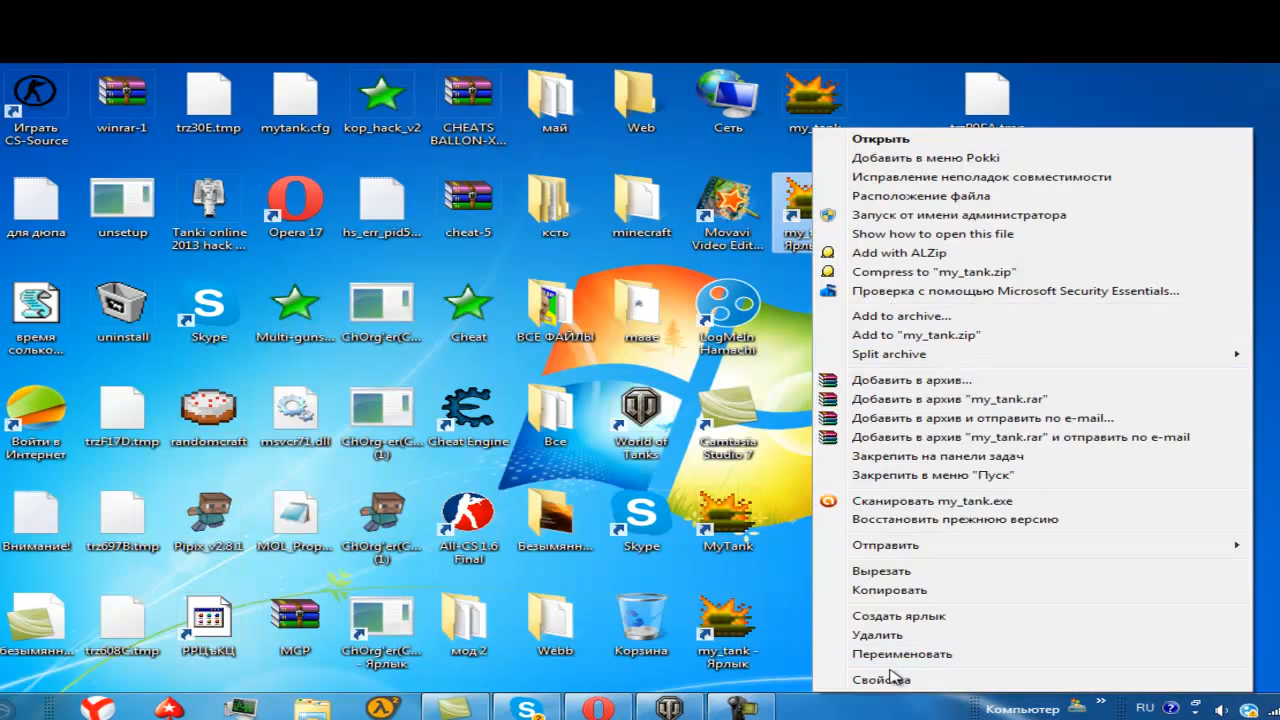 Играть
CS-Source
winrar-1
trz30E.tmp
mytank.cfg
kop_hack_v2
CHEATS
BALLON-X...
май
Web
Сеть
my_tank
для дюпа
unsetup
Tanki online
2013 hack ...
Opera 17
hs_err_pid5...
cheat-5
ксть
minecraft
Movavi
Video Edit...
время
солько...
uninstall
Skype
Multi-guns...
ChOrg'er(C...
Cheat
ВСЕ ФАЙЛЫ
maae
LogMeIn
Hamachi
Войти в
Интернет
trzF17D.tmp
randomcraft
msvcr71.dll
ChOrg-er(C...
(1)
Cheat Engine
Все
World of
Tanks
Camtasia
Studio 7
Внимание!
trz697B.tmp
Pipix_v2.811
MOL_Prop...
ChOrg'er(C...
(1)
All-CS 1.6
Final
Безымянн...
Skype
MyTank
безымянн...
trz608C.tmp
РРЦъКЦ
MCP
ChOrg'er(C...
- Ярлык
мод 2
Webb
Корзина
my_tank -
Ярлык
Открыть
Добавить в меню Pokki
Исправление неполадок совместимости
Расположение файла
Запуск от имени администратора
Show how to open this file
Add with ALZip
Compress to "my_tank.zip"
Проверка с помощью Microsoft Security Essentials...
Add to archive...
Add to "my_tank.zip"
Split archive
Добавить в архив...
Добавить в архив "my_tank.rar"
Добавить в архив и отправить по e-mail...
Добавить в архив "my_tank.rar" и отправить по e-mail
Закрепить на панели задач
Закрепить в меню "Пуск"
Сканировать my_tank.exe
Восстановить прежнюю версию
Отправить
Вырезать
Копировать
Создать ярлык
Удалить
Переименовать
Свойства
Компьютер
»
RU